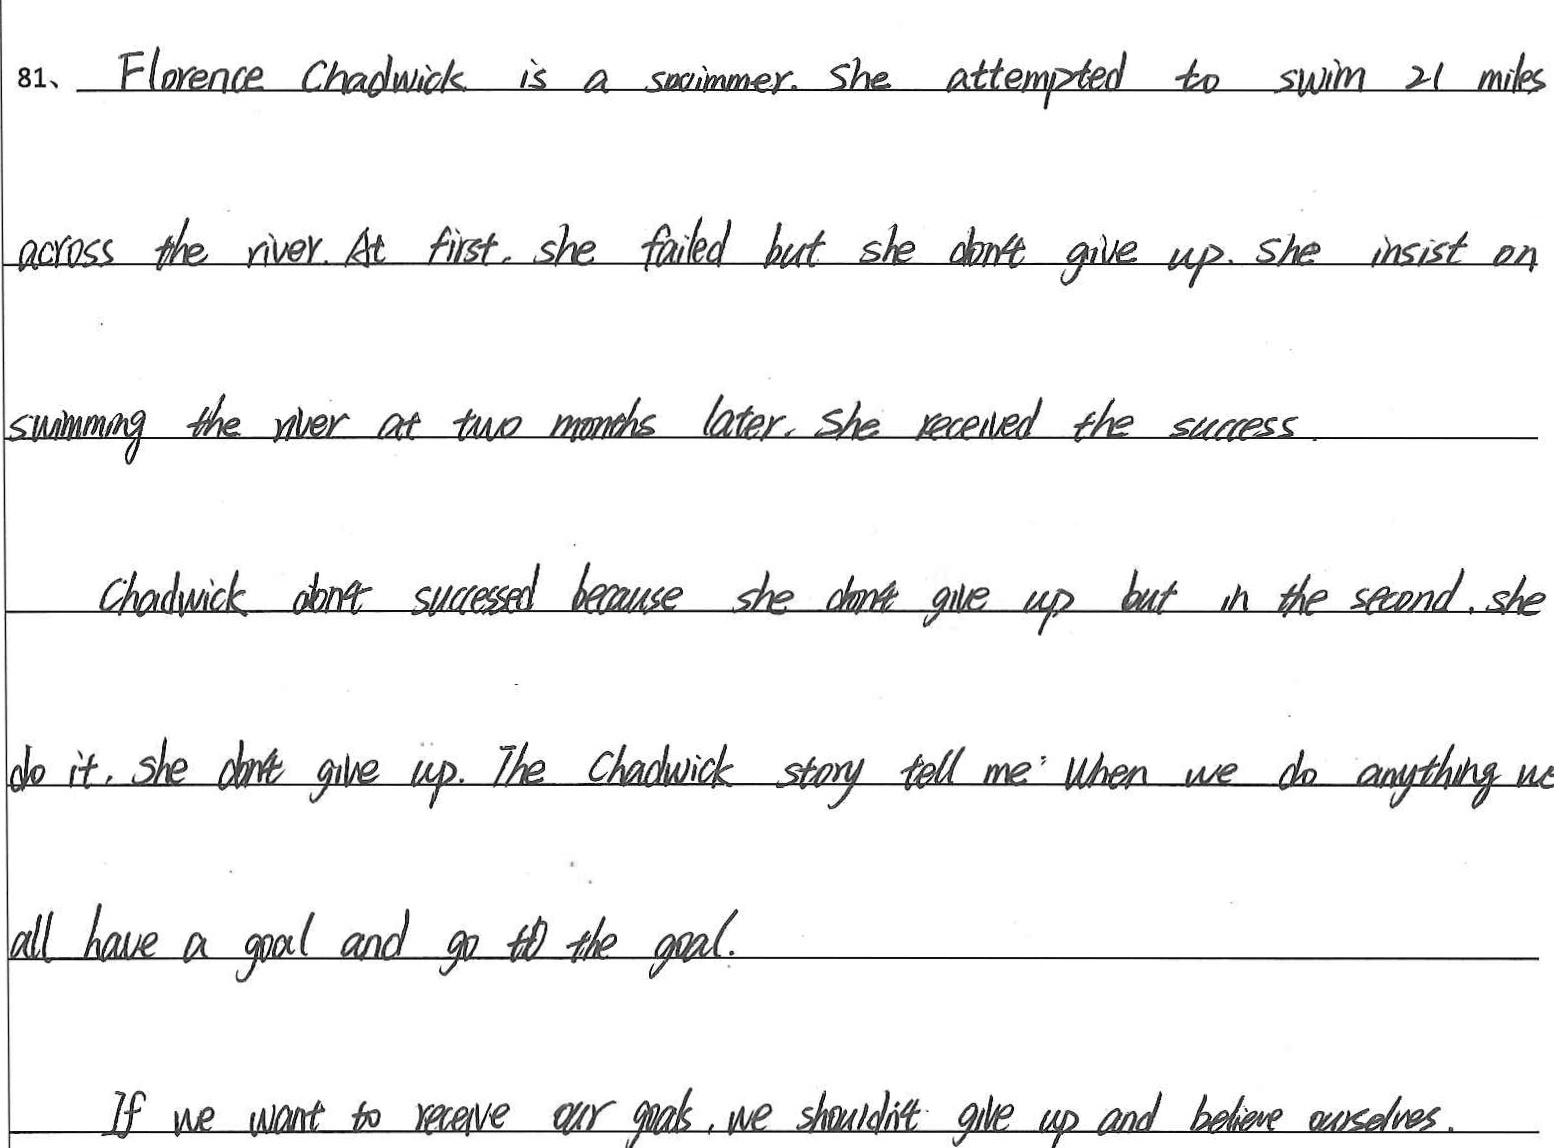 81、 Florence Chadwick is a swimmer. She attempted to swim 21 miles
across the river. At first, she failed but she don't give up. She insist on
swimming the river at two months later. She received the success.
Chadwick don't successed because she don't give up but in the second, she
do it. she don't give up. The Chadwick story tell me: When we do anything we
all have a goal and go to the goal.
If we want to receive our goals, we shouldn't give up and believe ourselves.